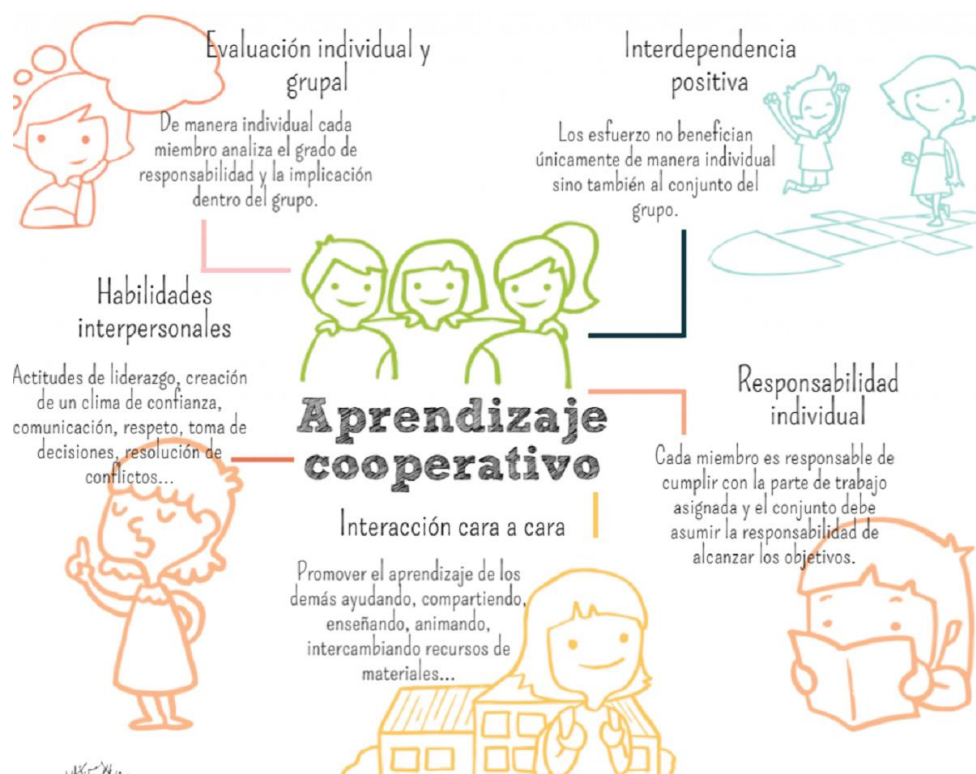 Evaluación individual y
grupal
De manera individual cada
miembro analiza el grado de
responsabilidad y la implicación
dentro del grupo.
Interdependencia
positiva
Los esfuerzo no benefician
únicamente de manera individual
sino también al conjunto del
grupo.
Habilidades
interpersonales
Actitudes de liderazgo, creación
de un clima de confianza,
comunicación, respeto, toma de
decisiones, resolución de
conflictos...
Aprendizaje
cooperativo
Responsabilidad
individual
Cada miembro es responsable de
cumplir con la parte de trabajo
asignada y el conjunto debe
asumir la responsabilidad de
alcanzar los objetivos.
Interacción cara a cara
Promover el aprendizaje de los
demás ayudando, compartiendo,
enseñando, animando,
intercambiando recursos de
materiales...